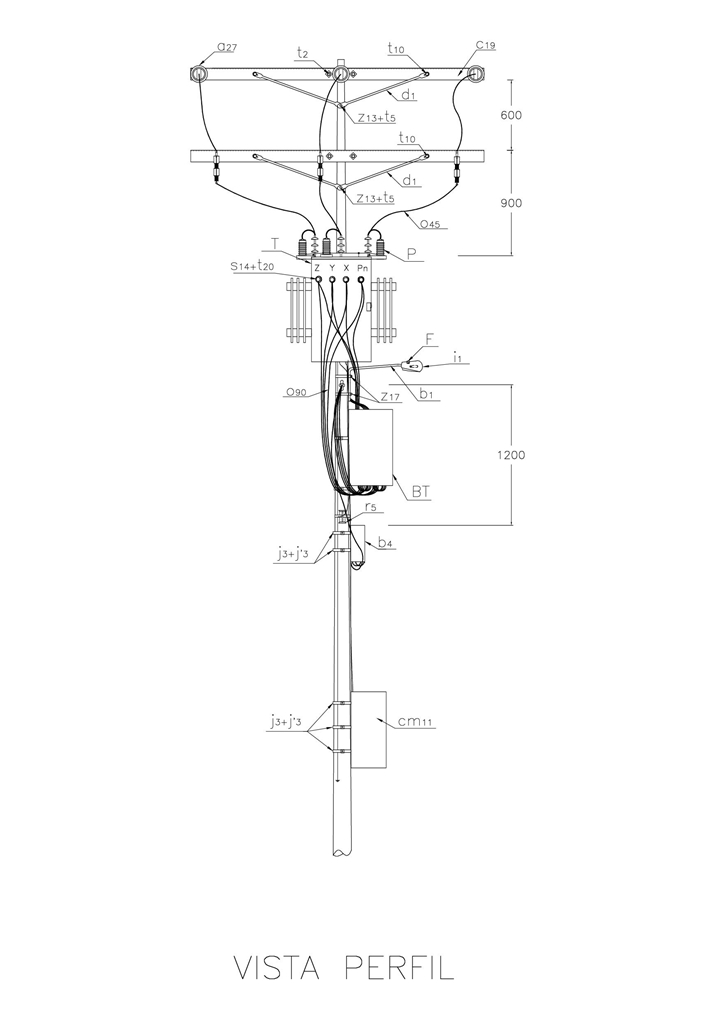 a27
t2
t10
C19
d1
Z13+t5
600
t10
d1
Z13+t5
900
O45
T
P
S14+t20
Z Y X Pn
F
i1
b1
O90
Z17
1200
BT
r5
b4
j3+j'3
j3+j'3
cm11
VISTA PERFIL